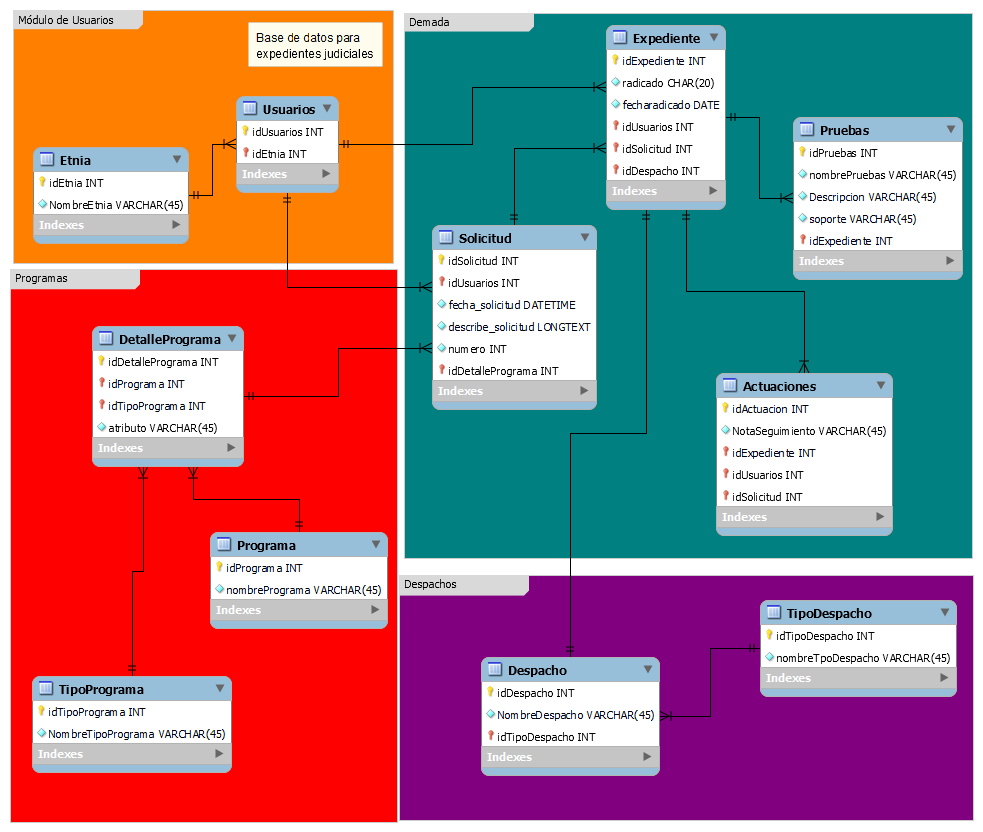 Módulo de Usuarios
Base de datos para
expedientes judiciales
Usuarios
idUsuarios INT
idEtnia INT
Indexes
Etnia
idEtnia INT
NombreEtnia VARCHAR(45)
Indexes
Demada
Expediente
idExpediente INT
radicado CHAR(20)
fecharadicado DATE
idUsuarios INT
idSolicitud INT
idDespacho INT
Indexes
Pruebas
idPruebas INT
nombrePruebas VARCHAR(45)
Descripcion VARCHAR(45)
soporte VARCHAR(45)
idExpediente INT
Indexes
Solicitud
idSolicitud INT
idUsuarios INT
fecha_solicitud DATETIME
describe_solicitud LONGTEXT
numero INT
idDetallePrograma INT
Indexes
Actuaciones
idActuacion INT
NotaSeguimiento VARCHAR(45)
idExpediente INT
idUsuarios INT
idSolicitud INT
Indexes
Programas
DetallePrograma
idDetallePrograma INT
idPrograma INT
idTipoPrograma INT
atributo VARCHAR(45)
Indexes
Programa
idPrograma INT
nombrePrograma VARCHAR(45)
Indexes
TipoPrograma
idTipoPrograma INT
NombreTipoPrograma VARCHAR(45)
Indexes
Despachos
TipoDespacho
idTipoDespacho INT
nombreTpoDespacho VARCHAR(45)
Indexes
Despacho
idDespacho INT
NombreDespacho VARCHAR(45)
idTipoDespacho INT
Indexes